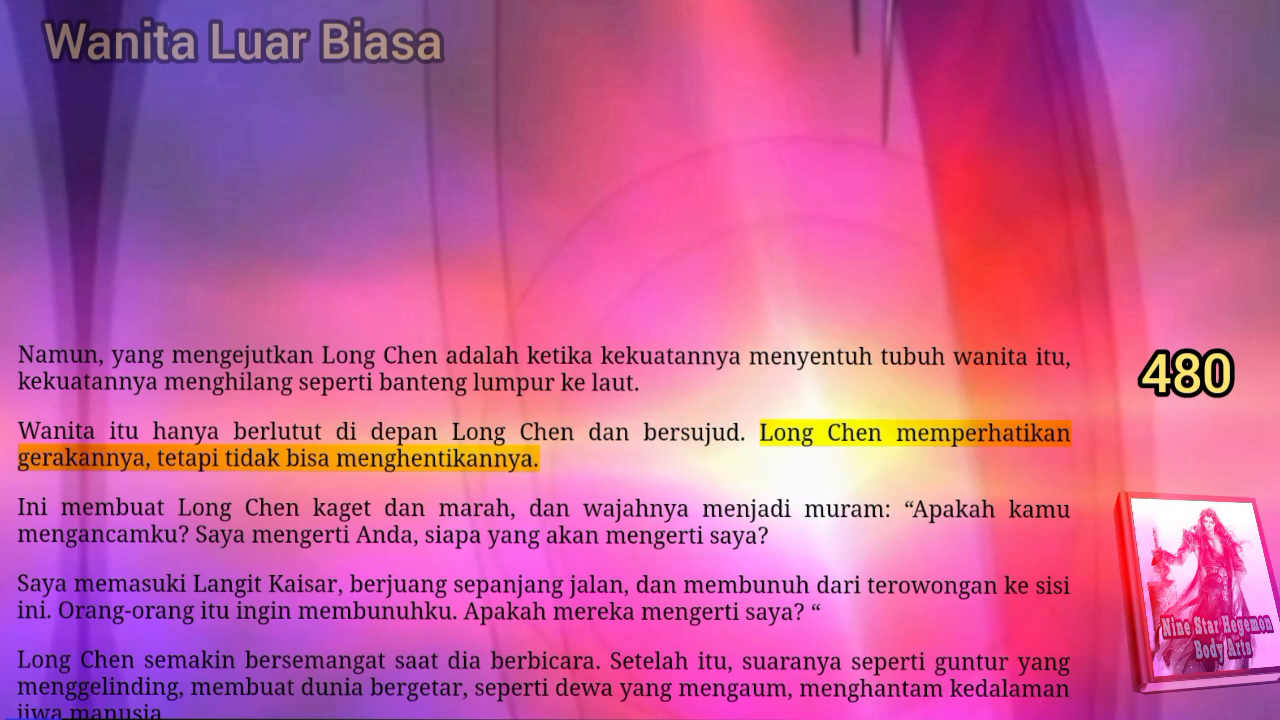 Wanita Luar Biasa
Namun, yang mengejutkan Long Chen adalah ketika kekuatannya menyentuh tubuh wanita itu,
kekuatannya menghilang seperti banteng lumpur ke laut.
480
Wanita itu hanya berlutut di depan Long Chen dan bersujud. Long Chen memperhatikan
gerakannya, tetapi tidak bisa menghentikannya.
Ini membuat Long Chen kaget dan marah, dan wajahnya menjadi muram: “Apakah kamu
mengancamku? Saya mengerti Anda, siapa yang akan mengerti saya?
Saya memasuki Langit Kaisar, berjuang sepanjang jalan, dan membunuh dari terowongan ke sisi
ini. Orang-orang itu ingin membunuhku. Apakah mereka mengerti saya? “
Nine Star Hegemon
Body Arts
Long Chen semakin bersemangat saat dia berbicara. Setelah itu, suaranya seperti guntur yang
menggelinding, membuat dunia bergetar, seperti dewa yang mengaum, menghantam kedalaman
jiwa manusia